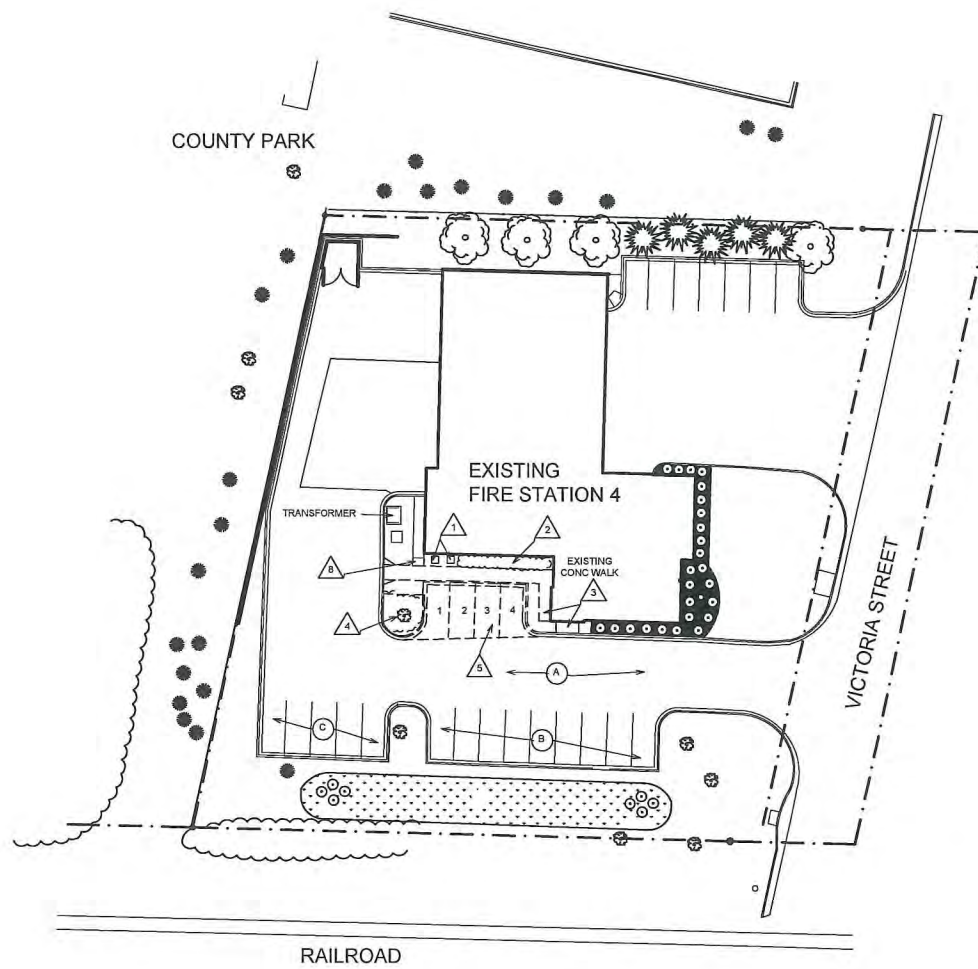 COUNTY PARK
EXISTING
FIRE STATION 4
TRANSFORMER
1
2
8
EXISTING
CONC WALK
3
4
1 2 3 4
5
A
VICTORIA STREET
C
B
RAILROAD